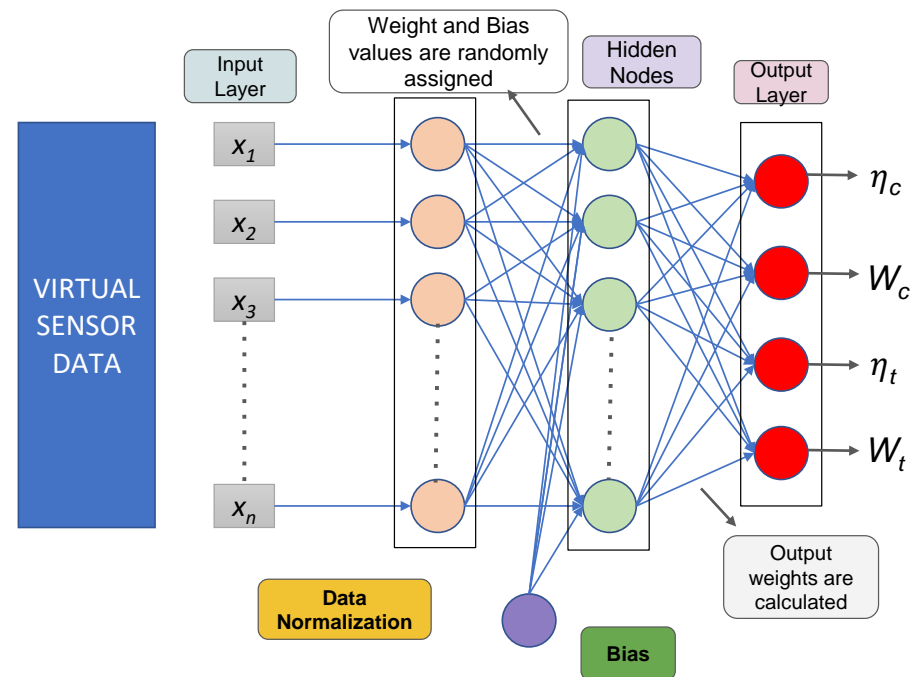 Weight and Bias
values are randomly
assigned
Hidden
Nodes
Input
Layer
Output
Layer
VIRTUAL
SENSOR
DATA
x1
x2
x3
xn
ηc
Wc
ηt
Wt
Data
Normalization
Bias
Output
weights are
calculated